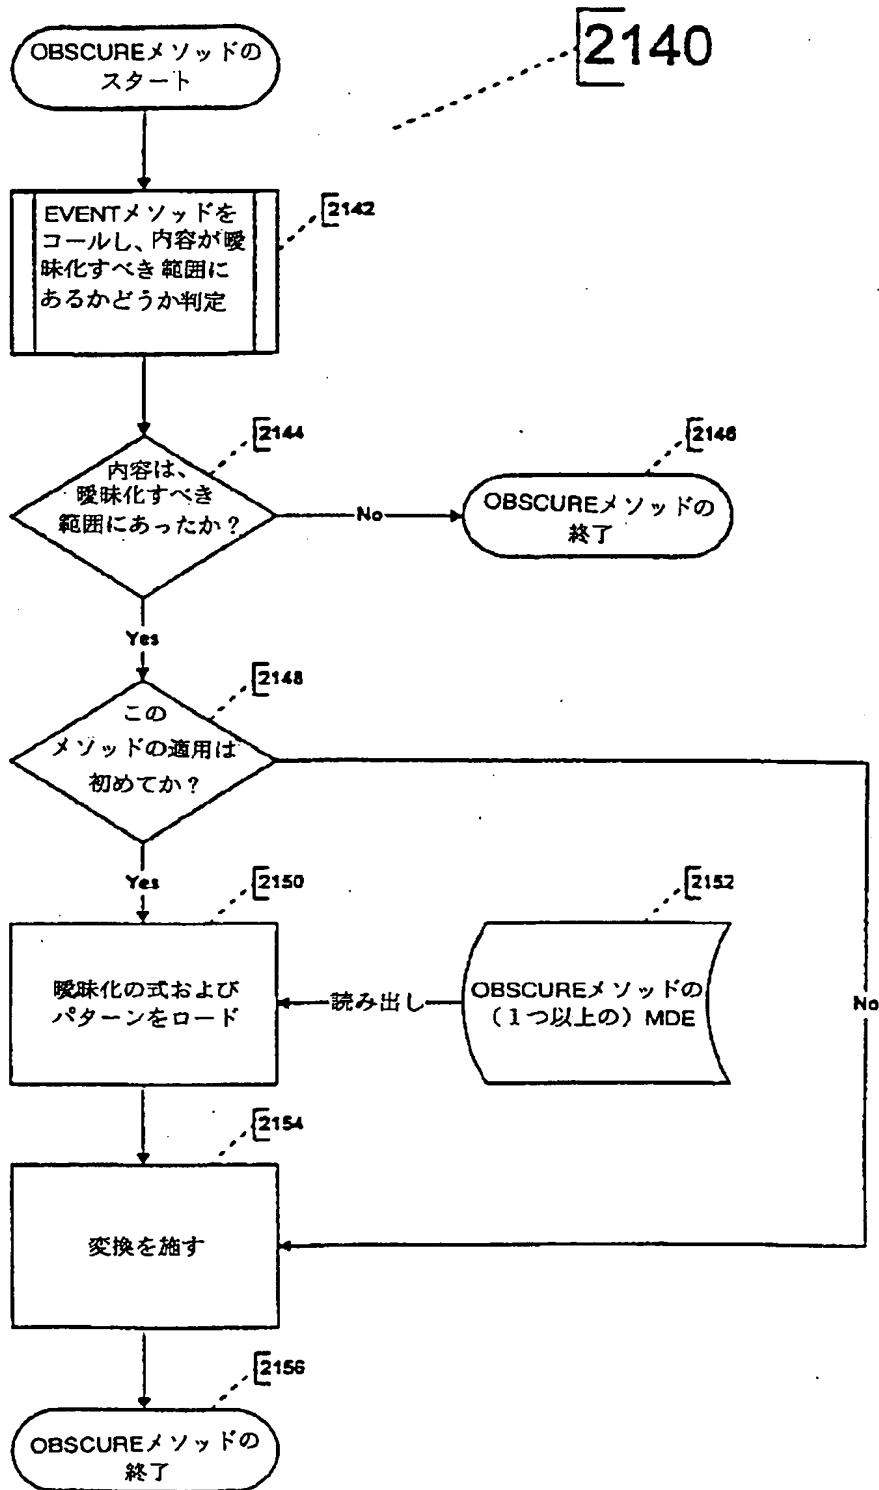 OBSCUREメソッドの
スタート
2140
EVENTメソッドを
コールし、内容が曖
昧化すべき範囲に
あるかどうか判定
2142
2144
内容は、
曖昧化すべき
範囲にあったか？
No
2146
OBSCUREメソッドの
終了
Yes
2148
この
メソッドの適用は
初めてか？
Yes
2150
曖昧化の式および
パターンをロード
読み出し
2152
OBSCUREメソッドの
（１つ以上の）MDE
No
2154
変換を施す
2156
OBSCUREメソッドの
終了